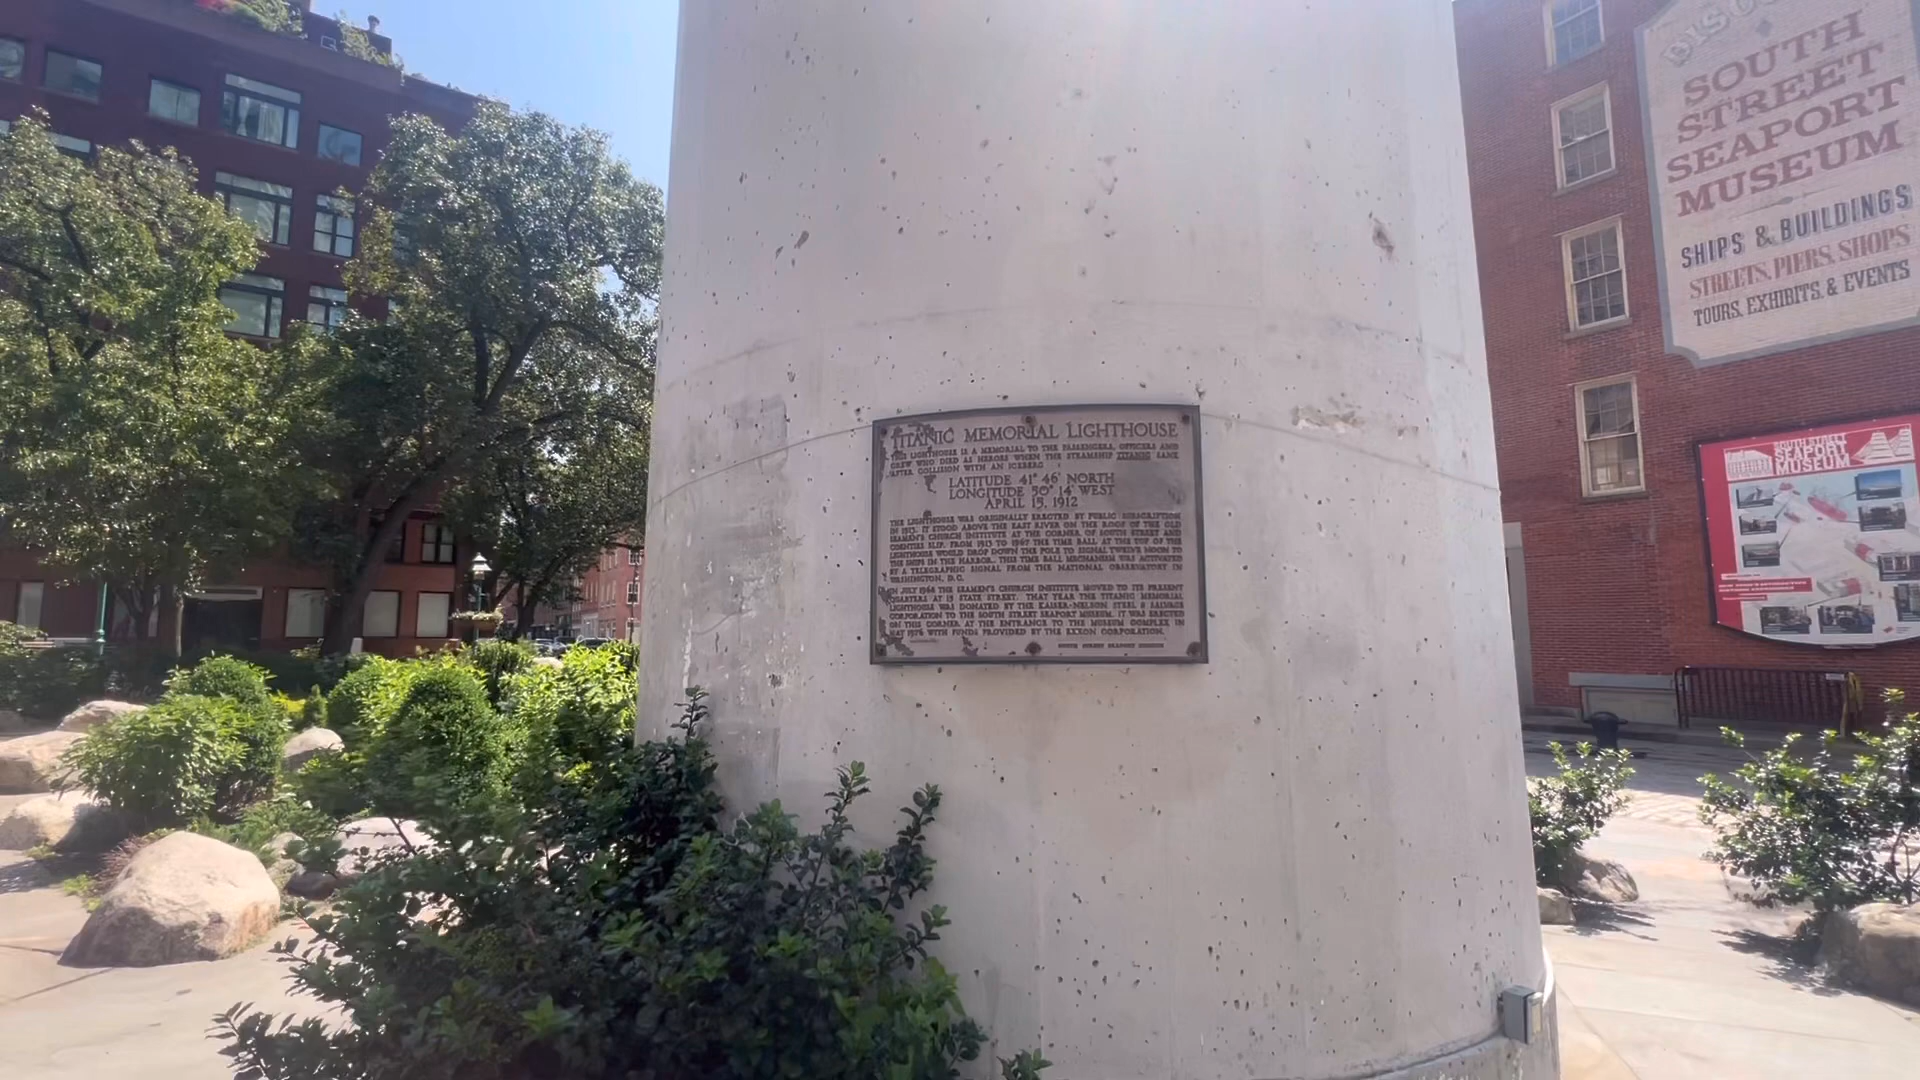 TITANIC MEMORIAL LIGHTHOUSE
THIS LIGHTHOUSE IS A MEMORIAL TO THE PASSENGERS, OFFICERS AND
CREW WHO DIED AS HEROES WHEN THE STEAMSHIP TITANIC SANK
AFTER COLLISION WITH AN ICEBERG
LATITUDE 41° 46' NORTH
LONGITUDE 50° 14' WEST
APRIL 15, 1912
THE LIGHTHOUSE WAS ORIGINALLY ERECTED BY PUBLIC SUBSCRIPTION
IN 1913. IT STOOD ABOVE THE EAST RIVER ON THE ROOF OF THE OLD
SEAMEN'S CHURCH INSTITUTE AT THE CORNER OF SOUTH STREET AND
COENTIES SLIP. FROM 1913 TO 1967 THE TIME BALL AT THE TOP OF THE
LIGHTHOUSE WOULD DROP DOWN THE POLE TO SIGNAL TWELVE NOON TO
THE SHIPS IN THE HARBOR. THIS TIME BALL MECHANISM WAS ACTIVATED
BY A TELEGRAPHIC SIGNAL FROM THE NATIONAL OBSERVATORY IN
WASHINGTON, D.C.
IN JULY 1968 THE SEAMEN'S CHURCH INSTITUTE MOVED TO ITS PRESENT
QUARTERS AT 15 STATE STREET. THAT YEAR THE TITANIC MEMORIAL
LIGHTHOUSE WAS DONATED BY THE KAISER-NELSON STEEL & SALVAGE
CORPORATION TO THE SOUTH STREET SEAPORT MUSEUM. IT WAS ERECTED
ON THIS CORNER AT THE ENTRANCE TO THE MUSEUM COMPLEX IN
MAY 1976 WITH FUNDS PROVIDED BY THE EXXON CORPORATION.
SOUTH STREET SEAPORT MUSEUM
SOUTH
STREET
SEAPORT
MUSEUM
SHIPS & BUILDINGS
STREETS, PIERS, SHOPS
TOURS, EXHIBITS, & EVENTS
SOUTH STREET
SEAPORT
MUSEUM